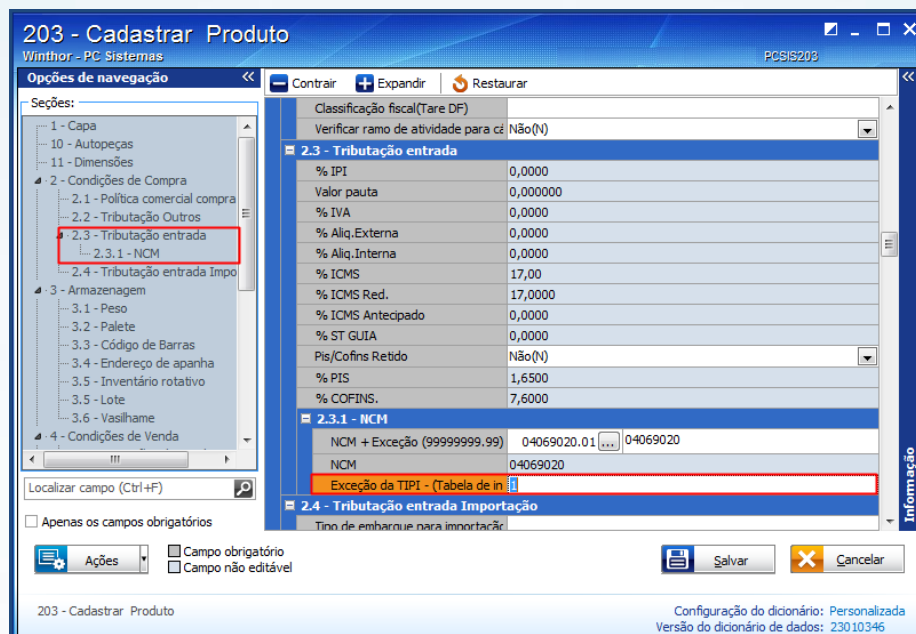 203 - Cadastrar Produto
Winthor - PC Sistemas
PCSIS203
Opções de navegação
Seções:
1 - Capa
10 - Autopeças
11 - Dimensões
2 - Condições de Compra
2.1 - Política comercial compra
2.2 - Tributação Outros
2.3 - Tributação entrada
2.3.1 - NCM
2.4 - Tributação entrada Impo
3 - Armazenagem
3.1 - Peso
3.2 - Palete
3.3 - Código de Barras
3.4 - Endereço de apanha
3.5 - Inventário rotativo
3.5 - Lote
3.6 - Vasilhame
4 - Condições de Venda
Localizar campo (Ctrl+F)
Apenas os campos obrigatórios
Contrair Expandir Restaurar
Classificação fiscal(Tare DF)
Verificar ramo de atividade para cá Não(N)
2.3 - Tributação entrada
% IPI 0,0000
Valor pauta 0,000000
% IVA 0,0000
% Aliq.Externa 0,0000
% Aliq.Interna 0,0000
% ICMS 17,00
% ICMS Red. 17,0000
% ICMS Antecipado 0,0000
% ST GUIA 0,0000
Pis/Cofins Retido Não(N)
% PIS 1,6500
% COFINS. 7,6000
2.3.1 - NCM
NCM + Exceção (99999999.99) 04069020.01 ... 04069020
NCM 04069020
Exceção da TIPI - (Tabela de in 1
2.4 - Tributação entrada Importação
Tipo de embarque para importaçãc
Informação
Ações
Campo obrigatório
Campo não editável
Salvar Cancelar
203 - Cadastrar Produto
Configuração do dicionário: Personalizada
Versão do dicionário de dados: 23010346